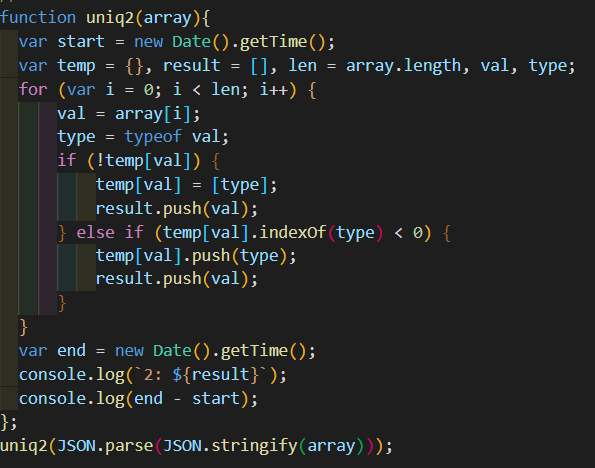 function uniq2(array){
  var start = new Date().getTime();
  var temp = {}, result = [], len = array.length, val, type;
  for (var i = 0; i < len; i++) {
      val = array[i];
      type = typeof val;
      if (!temp[val]) {
          temp[val] = [type];
          result.push(val);
      } else if (temp[val].indexOf(type) < 0) {
          temp[val].push(type);
          result.push(val);
      }
  }
  var end = new Date().getTime();
  console.log(`2: ${result}`);
  console.log(end - start);
};
uniq2(JSON.parse(JSON.stringify(array)));